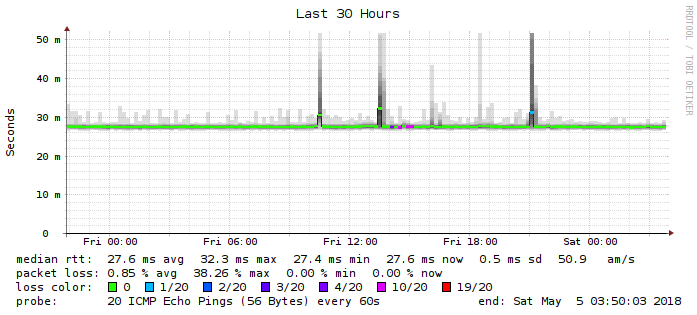 Last 30 Hours
RRDTOOL / TOBI OETIKER
Seconds
50 m
40 m
30 m
20 m
10 m
0
Fri 00:00 Fri 06:00 Fri 12:00 Fri 18:00 Sat 00:00
median rtt: 27.6 ms avg 32.3 ms max 27.4 ms min 27.6 ms now 0.5 ms sd 50.9 am/s
packet loss: 0.85 % avg 38.26 % max 0.00 % min 0.00 % now
loss color: 0 1/20 2/20 3/20 4/20 10/20 19/20
probe: 20 ICMP Echo Pings (56 Bytes) every 60s end: Sat May 5 03:50:03 2018